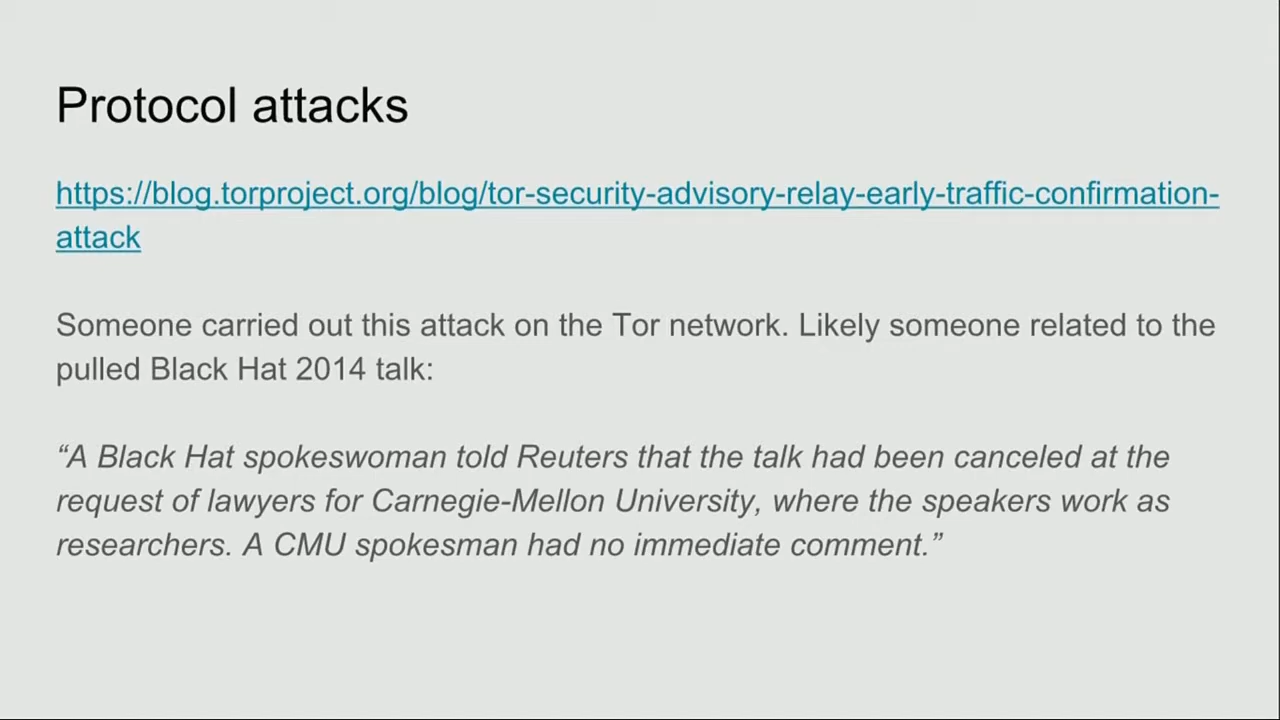 Protocol attacks
https://blog.torproject.org/blog/tor-security-advisory-relay-early-traffic-confirmation-
attack
Someone carried out this attack on the Tor network. Likely someone related to the
pulled Black Hat 2014 talk:
“A Black Hat spokeswoman told Reuters that the talk had been canceled at the
request of lawyers for Carnegie-Mellon University, where the speakers work as
researchers. A CMU spokesman had no immediate comment.”